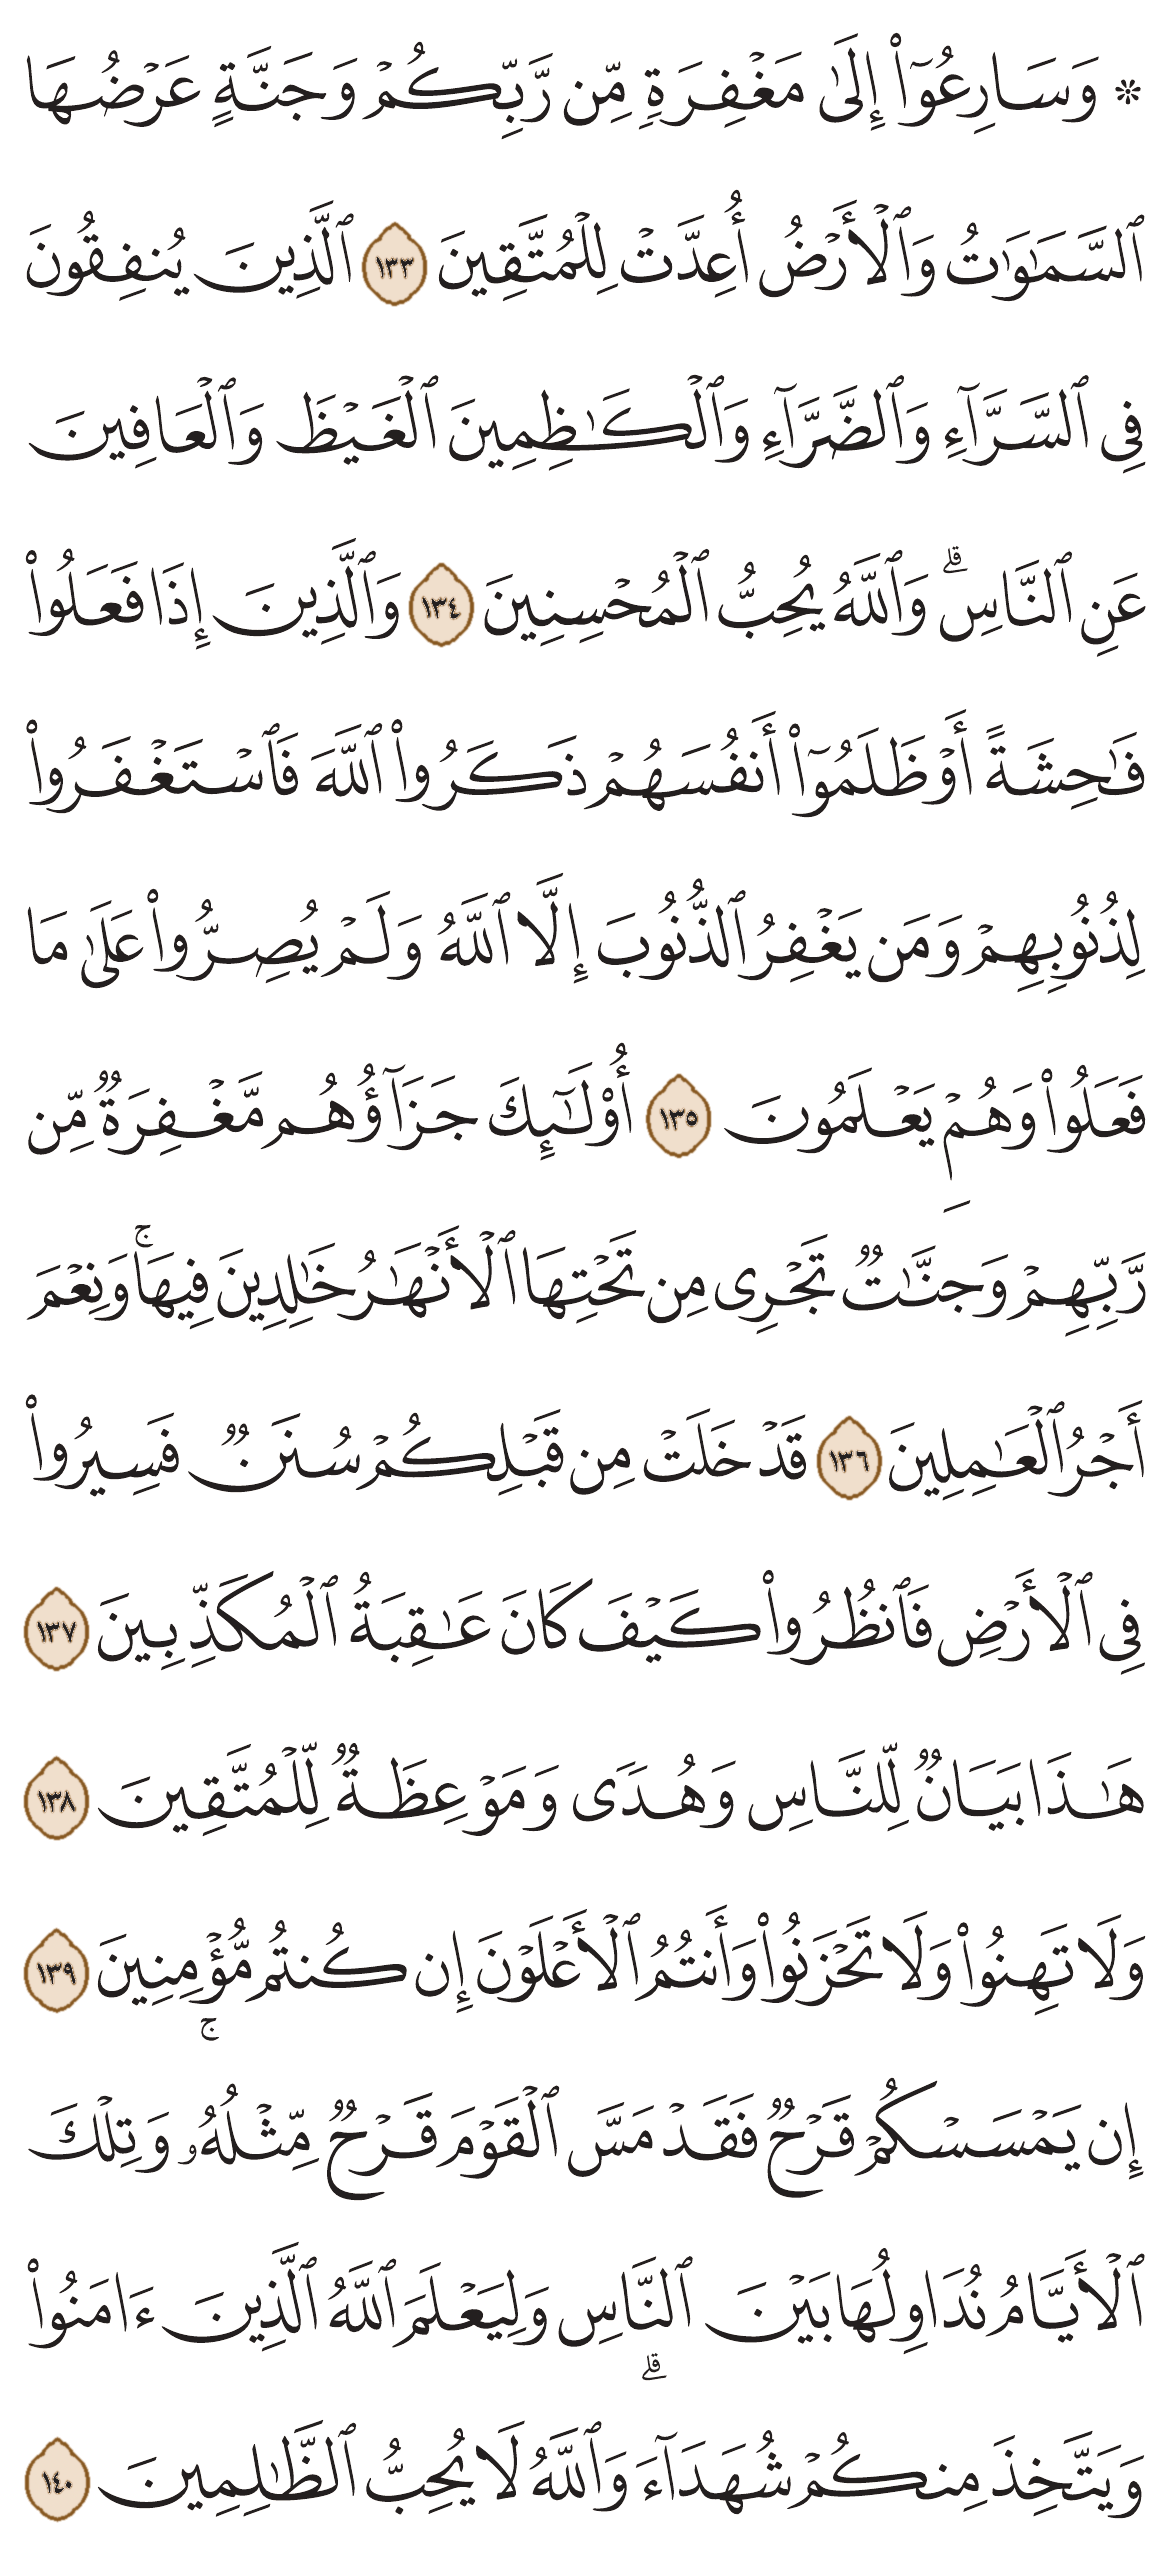 ۞ وَسَارِعُوٓا۟ إِلَىٰ مَغْفِرَةٍ مِّن رَّبِّكُمْ وَجَنَّةٍ عَرْضُهَا
ٱلسَّمَـٰوَٰتُ وَٱلْأَرْضُ أُعِدَّتْ لِلْمُتَّقِينَ ١٣٣ ٱلَّذِينَ يُنفِقُونَ
فِى ٱلسَّرَّآءِ وَٱلضَّرَّآءِ وَٱلْكَـٰظِمِينَ ٱلْغَيْظَ وَٱلْعَافِينَ
عَنِ ٱلنَّاسِ ۗ وَٱللَّهُ يُحِبُّ ٱلْمُحْسِنِينَ ١٣٤ وَٱلَّذِينَ إِذَا فَعَلُوا۟
فَـٰحِشَةً أَوْ ظَلَمُوٓا۟ أَنفُسَهُمْ ذَكَرُوا۟ ٱللَّهَ فَٱسْتَغْفَرُوا۟
لِذُنُوبِهِمْ وَمَن يَغْفِرُ ٱلذُّنُوبَ إِلَّا ٱللَّهُ وَلَمْ يُصِرُّوا۟ عَلَىٰ مَا
فَعَلُوا۟ وَهُمْ يَعْلَمُونَ ١٣٥ أُو۟لَـٰٓئِكَ جَزَآؤُهُم مَّغْفِرَةٌ مِّن
رَّبِّهِمْ وَجَنَّـٰتٌ تَجْرِى مِن تَحْتِهَا ٱلْأَنْهَـٰرُ خَـٰلِدِينَ فِيهَا ۚ وَنِعْمَ
أَجْرُ ٱلْعَـٰمِلِينَ ١٣٦ قَدْ خَلَتْ مِن قَبْلِكُمْ سُنَنٌ فَسِيرُوا۟
فِى ٱلْأَرْضِ فَٱنظُرُوا۟ كَيْفَ كَانَ عَـٰقِبَةُ ٱلْمُكَذِّبِينَ ١٣٧
هَـٰذَا بَيَانٌ لِّلنَّاسِ وَهُدًى وَمَوْعِظَةٌ لِّلْمُتَّقِينَ ١٣٨
وَلَا تَهِنُوا۟ وَلَا تَحْزَنُوا۟ وَأَنتُمُ ٱلْأَعْلَوْنَ إِن كُنتُم مُّؤْمِنِينَ ١٣٩
إِن يَمْسَسْكُمْ قَرْحٌ فَقَدْ مَسَّ ٱلْقَوْمَ قَرْحٌ مِّثْلُهُۥ ۚ وَتِلْكَ
ٱلْأَيَّامُ نُدَاوِلُهَا بَيْنَ ٱلنَّاسِ وَلِيَعْلَمَ ٱللَّهُ ٱلَّذِينَ ءَامَنُوا۟
وَيَتَّخِذَ مِنكُمْ شُهَدَآءَ ۗ وَٱللَّهُ لَا يُحِبُّ ٱلظَّـٰلِمِينَ ١٤٠